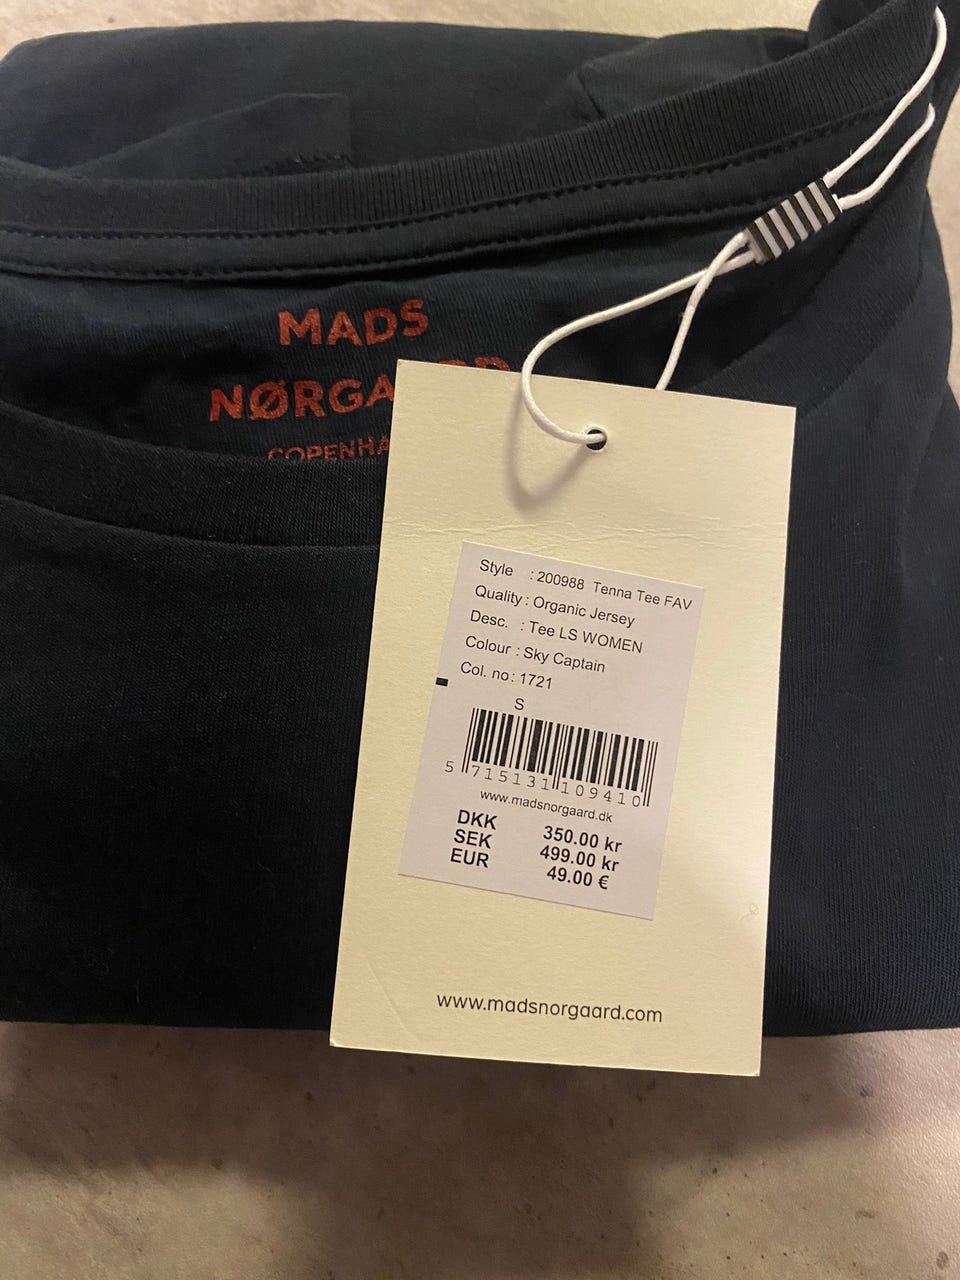 MADS
NØRGAARD
COPENHA
Style : 200988 Tenna Tee FAV
Quality : Organic Jersey
Desc. : Tee LS WOMEN
Colour : Sky Captain
Col. no : 1721
S
5 715131 109410
www.madsnorgaard.dk
DKK 350.00 kr
SEK 499.00 kr
EUR 49.00 €
www.madsnorgaard.com